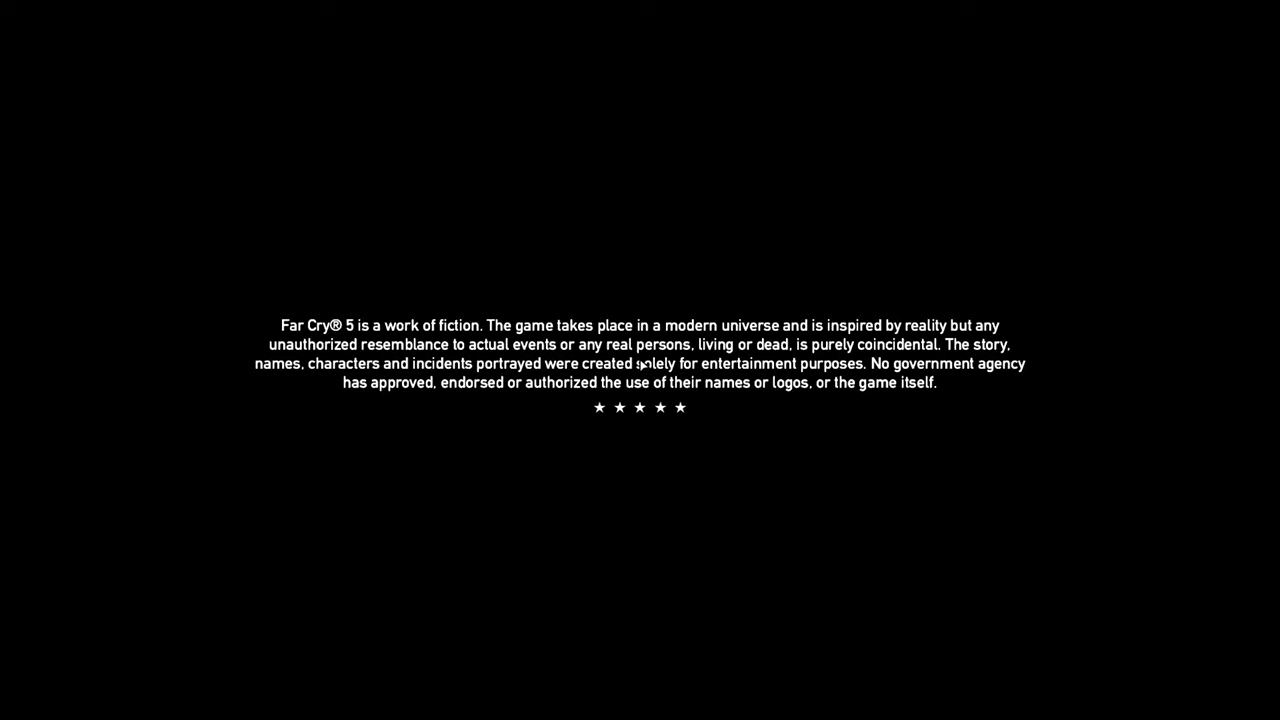 Far Cry® 5 is a work of fiction. The game takes place in a modern universe and is inspired by reality but any
unauthorized resemblance to actual events or any real persons, living or dead, is purely coincidental. The story,
names, characters and incidents portrayed were created solely for entertainment purposes. No government agency
has approved, endorsed or authorized the use of their names or logos, or the game itself.
★ ★ ★ ★ ★